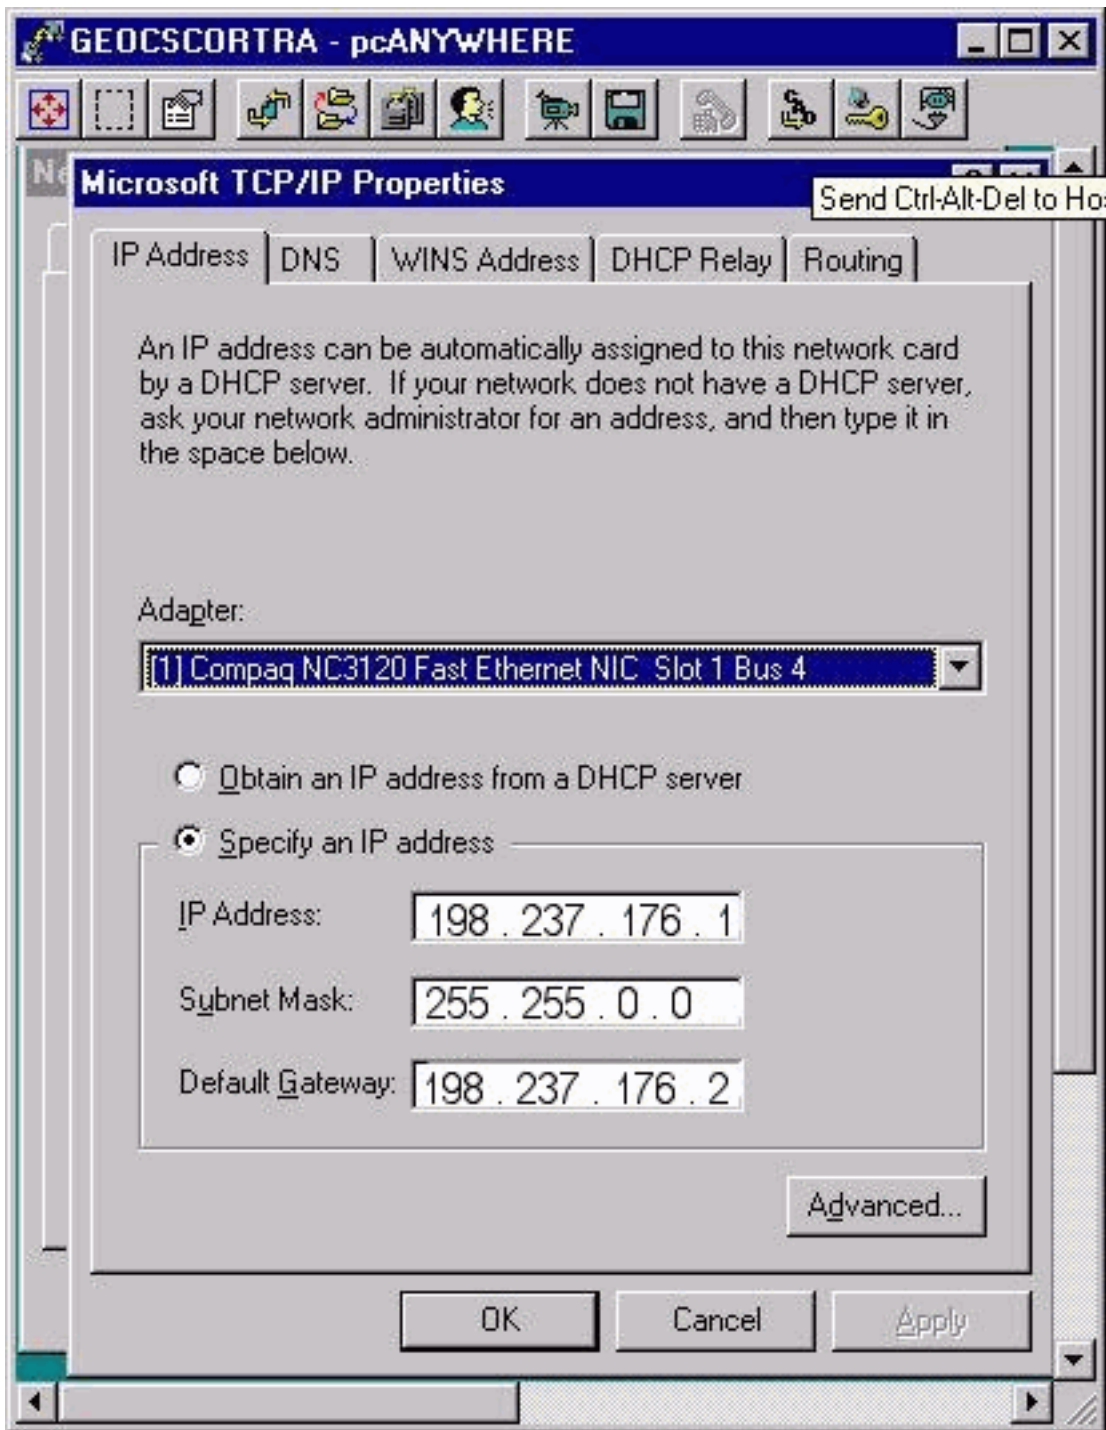 GEOCSCORTRA - pcANYWHERE
Ne
Microsoft TCP/IP Properties
Send Ctrl-Alt-Del to Ho
IP Address DNS WINS Address DHCP Relay Routing
An IP address can be automatically assigned to this network card
by a DHCP server. If your network does not have a DHCP server,
ask your network administrator for an address, and then type it in
the space below.
Adapter:
[1] Compaq NC3120 Fast Ethernet NIC Slot 1 Bus 4
Obtain an IP address from a DHCP server
Specify an IP address
IP Address: 198 . 237 . 176 . 1
Subnet Mask: 255 . 255 . 0 . 0
Default Gateway: 198 . 237 . 176 . 2
Advanced...
OK Cancel Apply